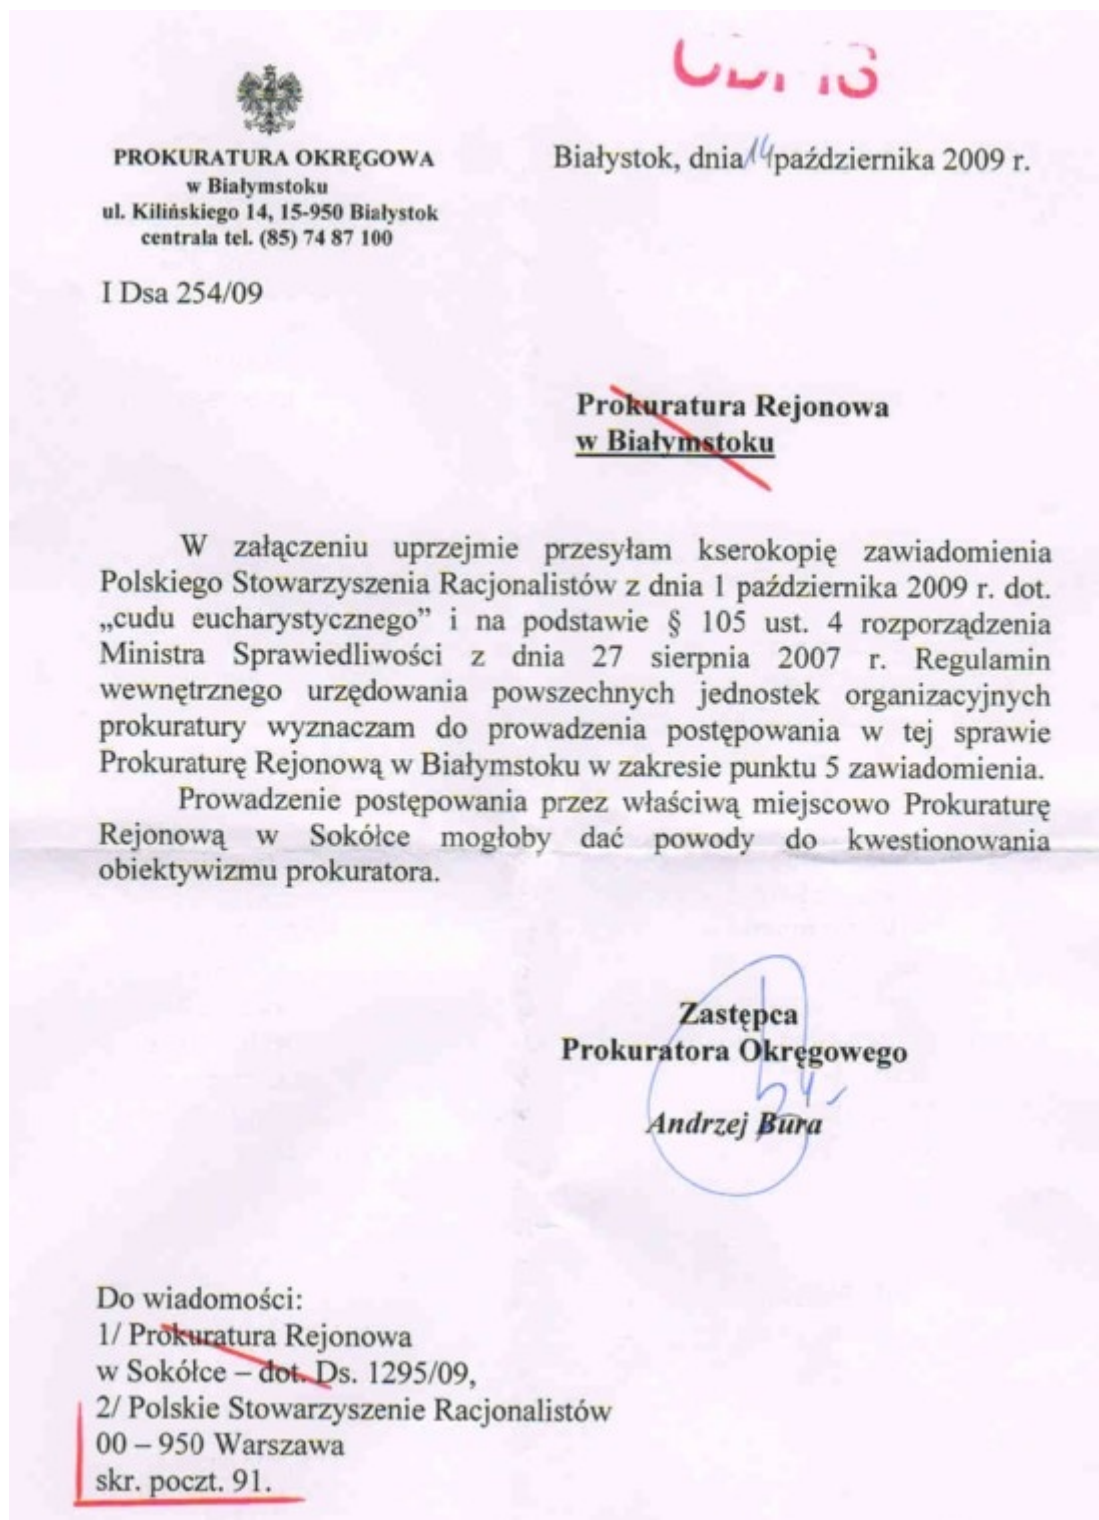 PROKURATURA OKRĘGOWA
w Białymstoku
ul. Kilińskiego 14, 15-950 Białystok
centrala tel. (85) 74 87 100
Białystok, dnia 14 października 2009 r.
I Dsa 254/09
Prokuratura Rejonowa
w Białymstoku
W załączeniu uprzejmie przesyłam kserokopię zawiadomienia
Polskiego Stowarzyszenia Racjonalistów z dnia 1 października 2009 r. dot.
„cudu eucharystycznego” i na podstawie § 105 ust. 4 rozporządzenia
Ministra Sprawiedliwości z dnia 27 sierpnia 2007 r. Regulamin
wewnętrznego urzędowania powszechnych jednostek organizacyjnych
prokuratury wyznaczam do prowadzenia postępowania w tej sprawie
Prokuraturę Rejonową w Białymstoku w zakresie punktu 5 zawiadomienia.
Prowadzenie postępowania przez właściwą miejscowo Prokuraturę
Rejonową w Sokółce mogłoby dać powody do kwestionowania
obiektywizmu prokuratora.
Zastępca
Prokuratora Okręgowego
Andrzej Bura
Do wiadomości:
1/ Prokuratura Rejonowa
w Sokółce – dot. Ds. 1295/09,
2/ Polskie Stowarzyszenie Racjonalistów
00 – 950 Warszawa
skr. poczt. 91.